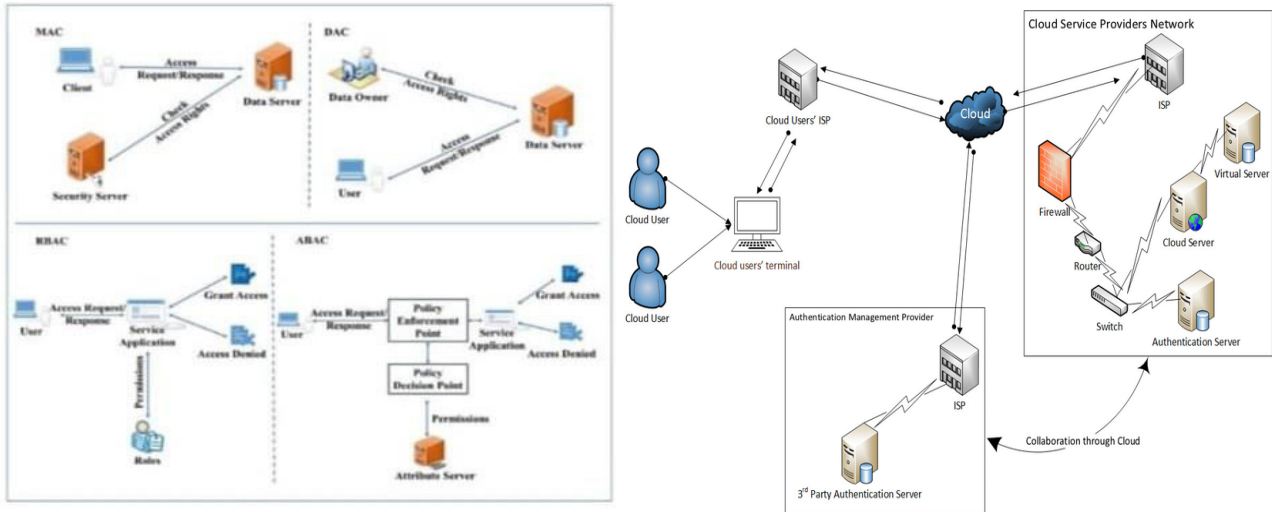 MAC
Client
Access
Request/Response
Data Server
Check
Access Rights
Security Server
DAC
Data Owner
Check
Access Rights
Data Server
Access
Request/Response
User
RBAC
User
Access Request/
Response
Service
Application
Grant Access
Access Denied
Permissions
Roles
ABAC
User
Access Request/
Response
Policy
Enforcement
Point
Service
Application
Grant Access
Access Denied
Policy
Decision Point
Permissions
Attribute Server
Cloud User
Cloud User
Cloud users' terminal
Cloud Users' ISP
Cloud
Cloud Service Providers Network
ISP
Firewall
Router
Switch
Virtual Server
Cloud Server
Authentication Server
Authentication Management Provider
ISP
3rd Party Authentication Server
Collaboration through Cloud